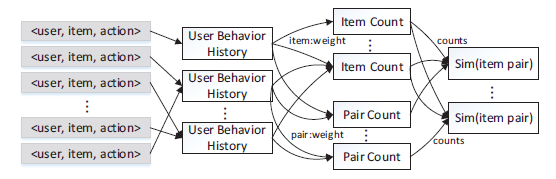 <user, item, action>
<user, item, action>
<user, item, action>
<user, item, action>
<user, item, action>
User Behavior
History
User Behavior
History
User Behavior
History
item:weight
pair:weight
Item Count
Item Count
Pair Count
Pair Count
counts
counts
Sim(item pair)
Sim(item pair)